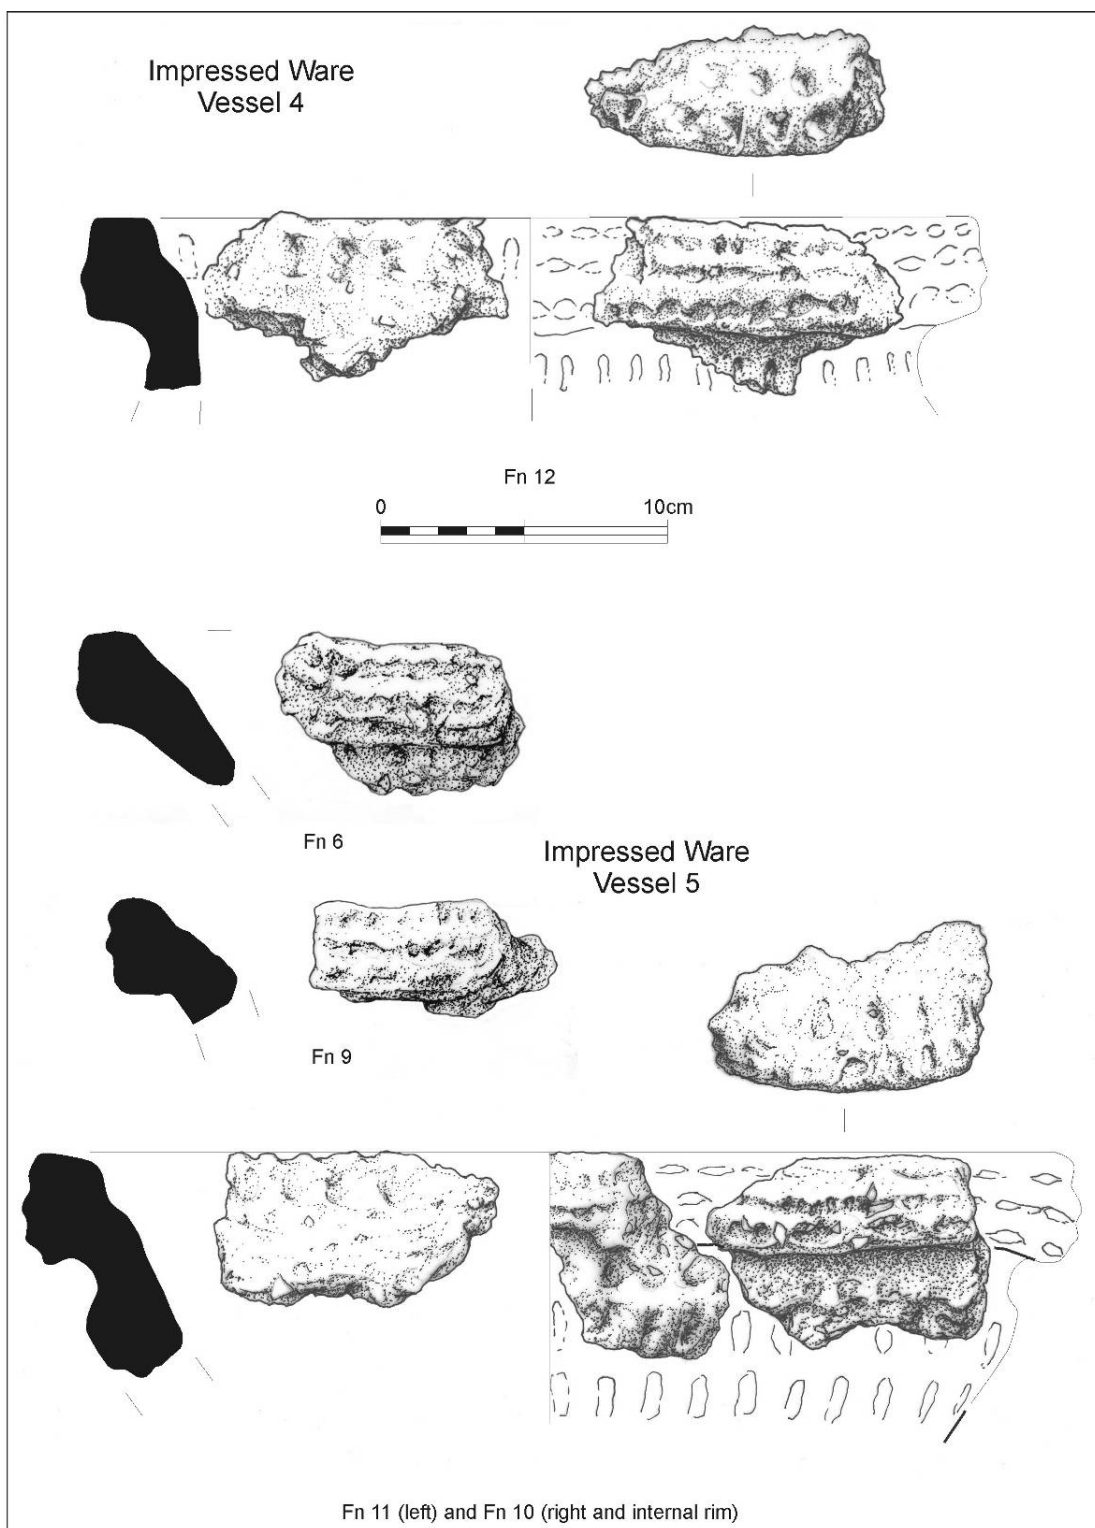 Impressed Ware
Vessel 4
Fn 12
0 10cm
Fn 6
Impressed Ware
Vessel 5
Fn 9
Fn 11 (left) and Fn 10 (right and internal rim)